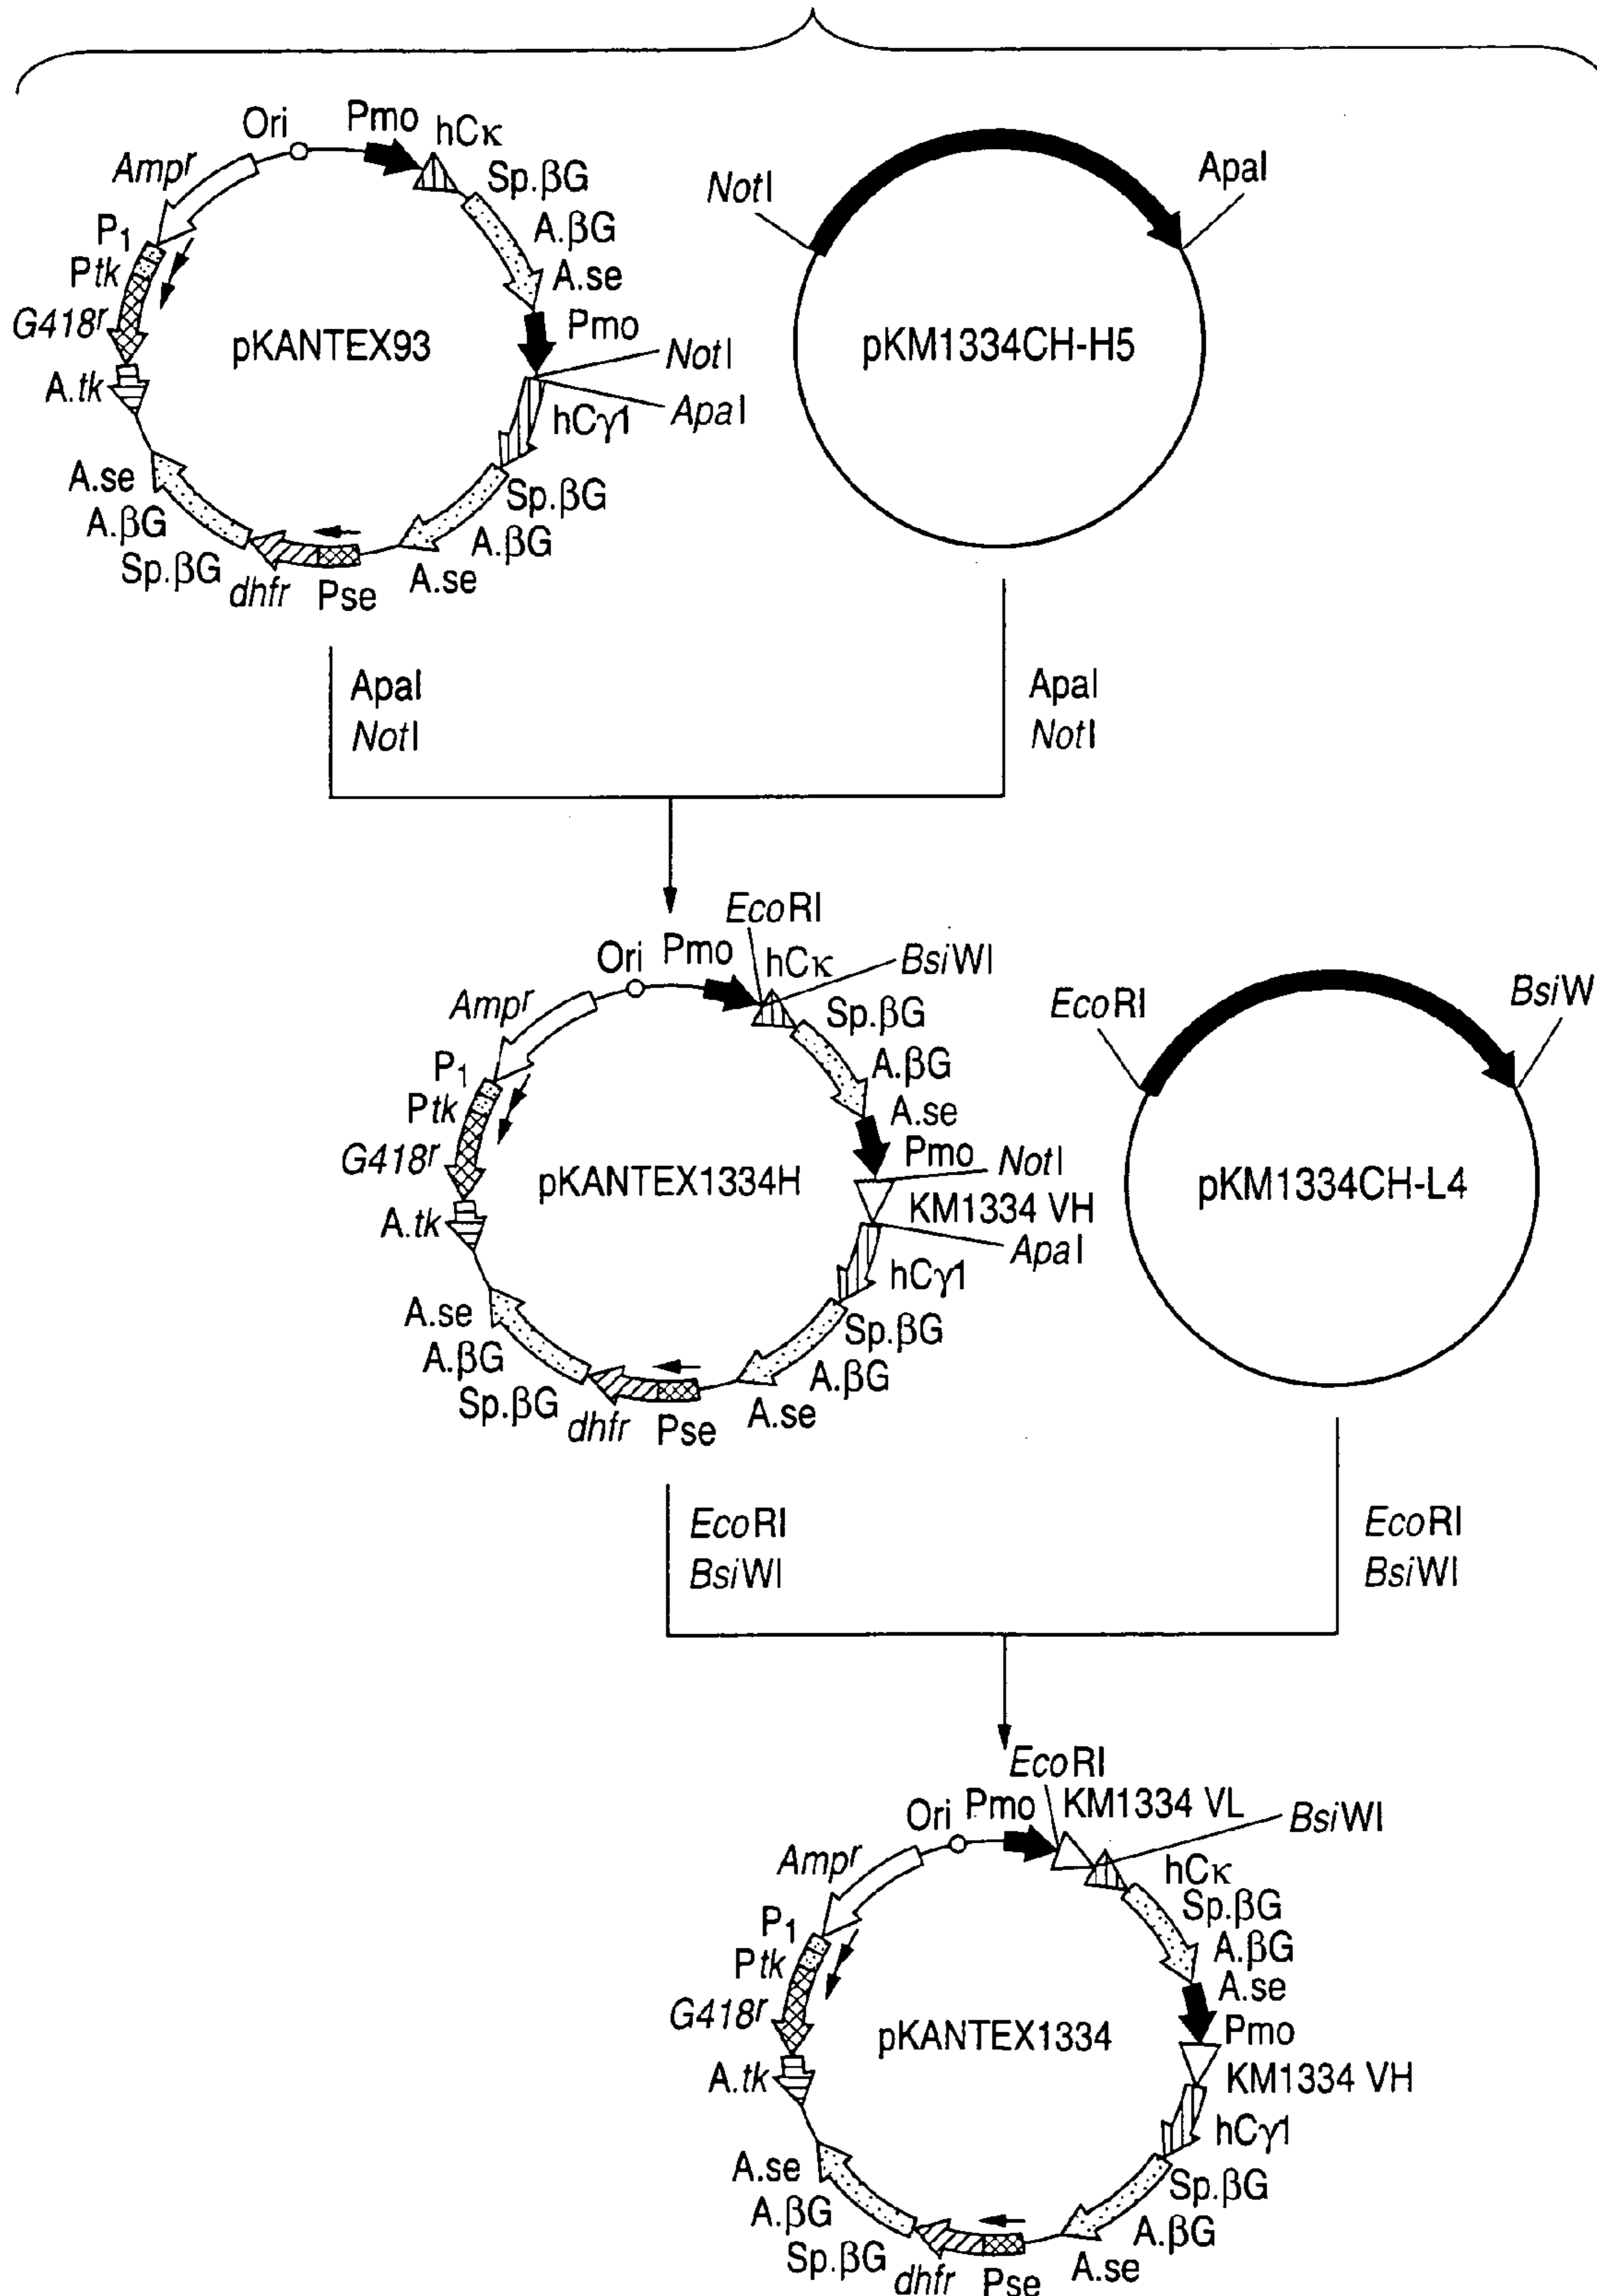 Ori
Pmo
hCκ
Ampr
Sp.βG
A.βG
A.se
P1
Ptk
G418r
A.tk
pKANTEX93
Pmo
NotI
ApaI
hCγ1
Sp.βG
A.βG
A.se
A.se
A.βG
Sp.βG
dhfr
Pse
NotI
ApaI
pKM1334CH-H5
ApaI
NotI
ApaI
NotI
EcoRI
Ori
Pmo
hCκ
BsiWI
Ampr
Sp.βG
A.βG
A.se
P1
Ptk
G418r
A.tk
pKANTEX1334H
Pmo
NotI
KM1334 VH
ApaI
hCγ1
Sp.βG
A.βG
A.se
A.se
A.βG
Sp.βG
dhfr
Pse
EcoRI
BsiW
pKM1334CH-L4
EcoRI
BsiWI
EcoRI
BsiWI
EcoRI
Ori
Pmo
KM1334 VL
BsiWI
Ampr
hCκ
Sp.βG
A.βG
A.se
P1
Ptk
G418r
A.tk
pKANTEX1334
Pmo
KM1334 VH
hCγ1
Sp.βG
A.βG
A.se
A.se
A.βG
Sp.βG
dhfr
Pse